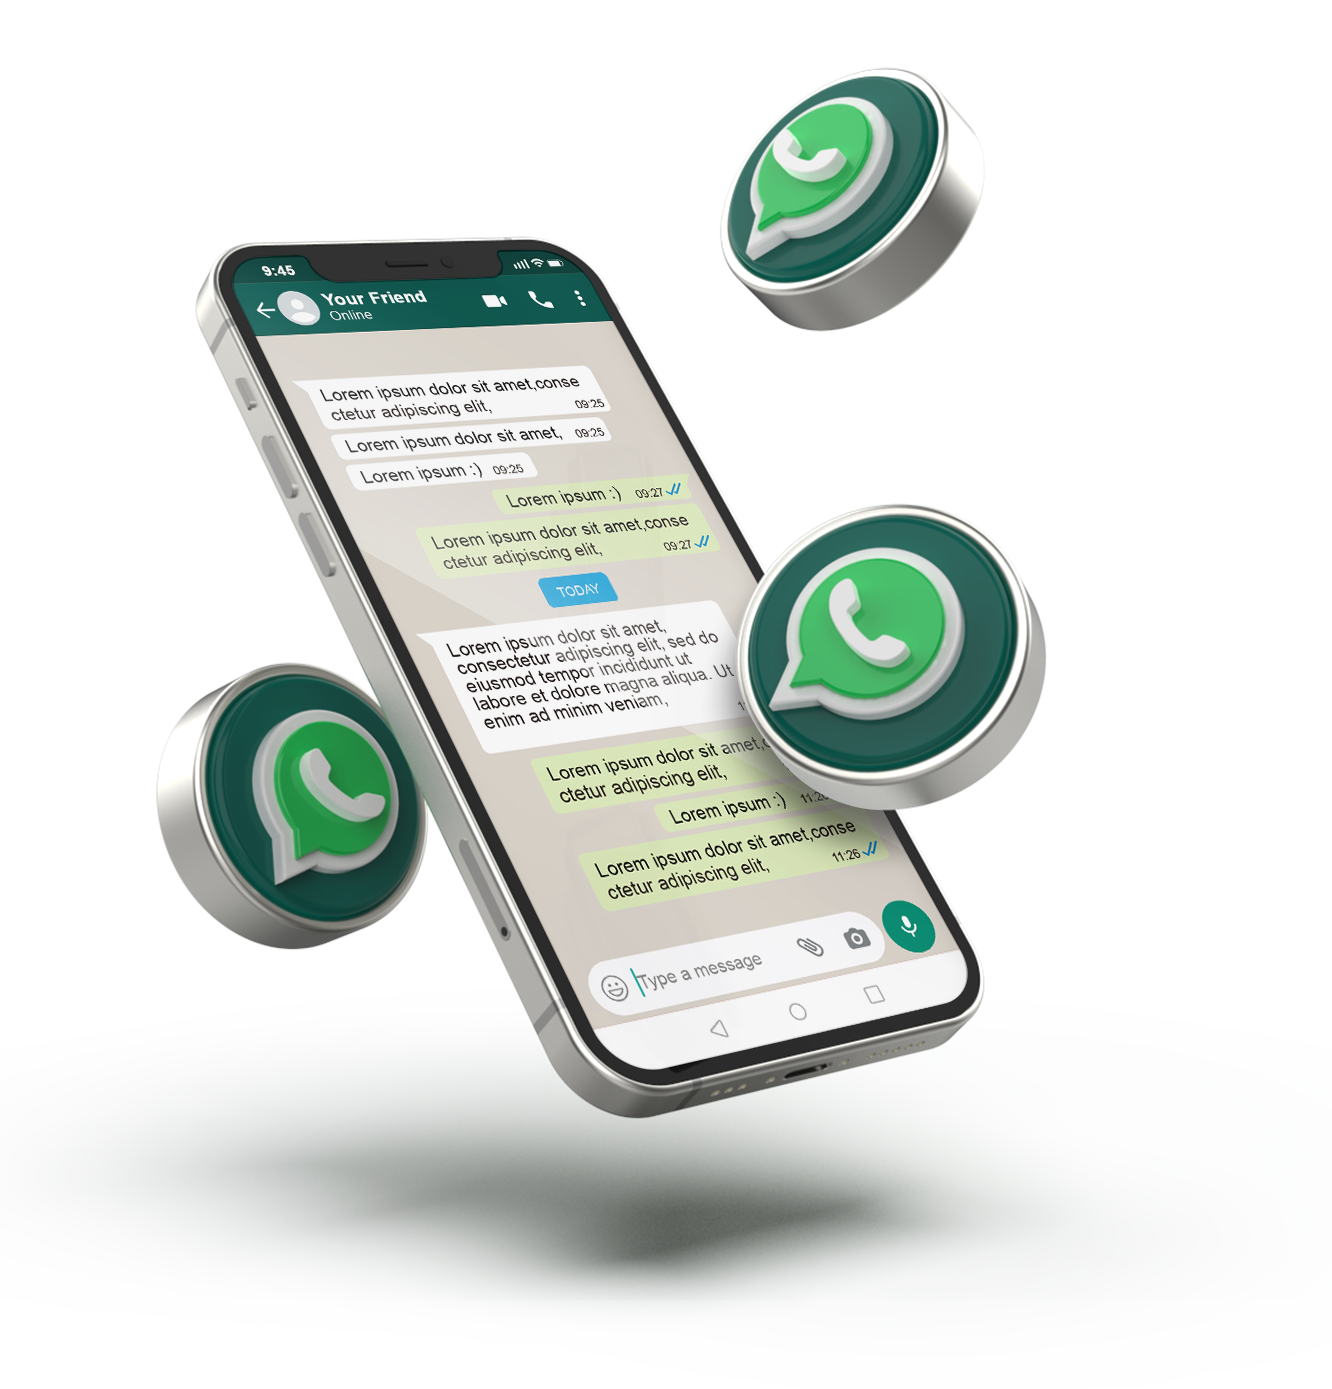 9:45
Your Friend
Online
Lorem ipsum dolor sit amet,conse
ctetur adipiscing elit,
09:25
Lorem ipsum dolor sit amet, 09:25
Lorem ipsum :) 09:25
Lorem ipsum :) 09:27
Lorem ipsum dolor sit amet,conse
ctetur adipiscing elit,
09:27
TODAY
Lorem ipsum dolor sit amet,
consectetur adipiscing elit, sed do
eiusmod tempor incididunt ut
labore et dolore magna aliqua. Ut
enim ad minim veniam,
Lorem ipsum dolor sit amet,
ctetur adipiscing elit,
Lorem ipsum :)
Lorem ipsum dolor sit amet,conse
ctetur adipiscing elit,
11:26
Type a message